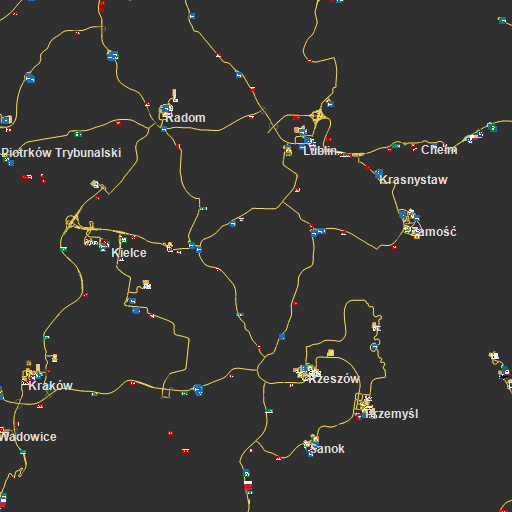 Radom
Piotrków Trybunalski
Lublin
Chełm
Krasnystaw
Zamość
Kielce
Kraków
Rzeszów
Przemyśl
Wadowice
Sanok